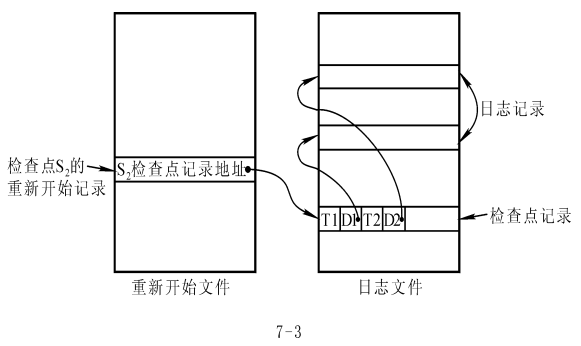 日志记录
检查点S₂的
重新开始记录
S₂检查点记录地址
T1 D1 T2 D2
检查点记录
重新开始文件
日志文件
7-3